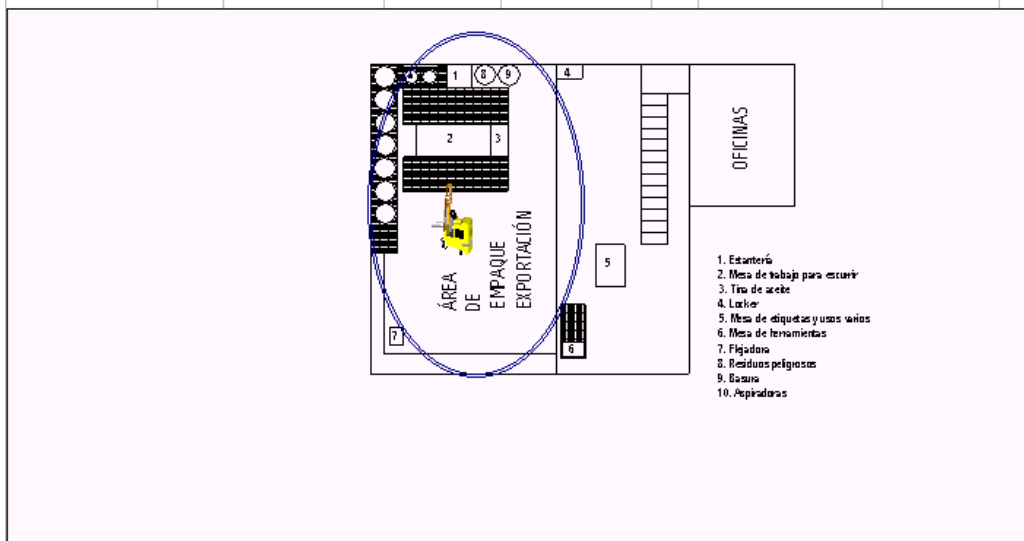 1
8
9
4
2
3
OFICINAS
ÁREA
DE
EMPAQUE
EXPORTACIÓN
5
7
6
1. Estantería
2. Mesa de trabajo para escurrir
3. Tina de aceite
4. Locker
5. Mesa de etiquetas y usos varios
6. Mesa de herramientas
7. Flejadora
8. Residuos peligrosos
9. Basura
10. Aspiradoras